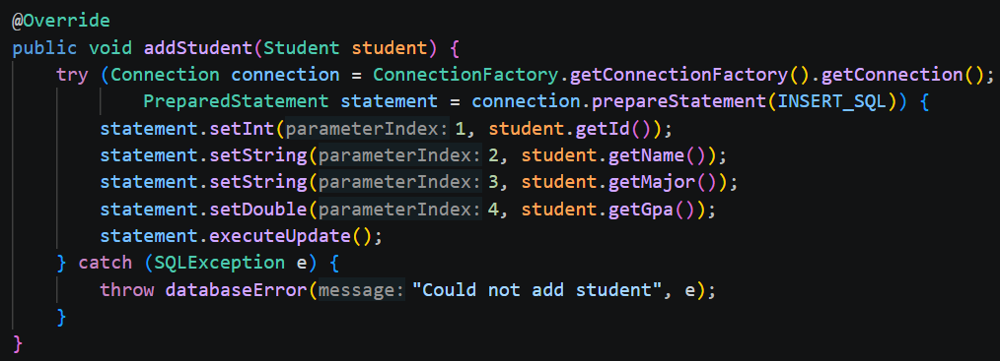 @Override
public void addStudent(Student student) {
try (Connection connection = ConnectionFactory.getConnectionFactory().getConnection();
PreparedStatement statement = connection.prepareStatement(INSERT_SQL)) {
statement.setInt(parameterIndex: 1, student.getId());
statement.setString(parameterIndex: 2, student.getName());
statement.setString(parameterIndex: 3, student.getMajor());
statement.setDouble(parameterIndex: 4, student.getGpa());
statement.executeUpdate();
} catch (SQLException e) {
throw databaseError(message: "Could not add student", e);
}
}